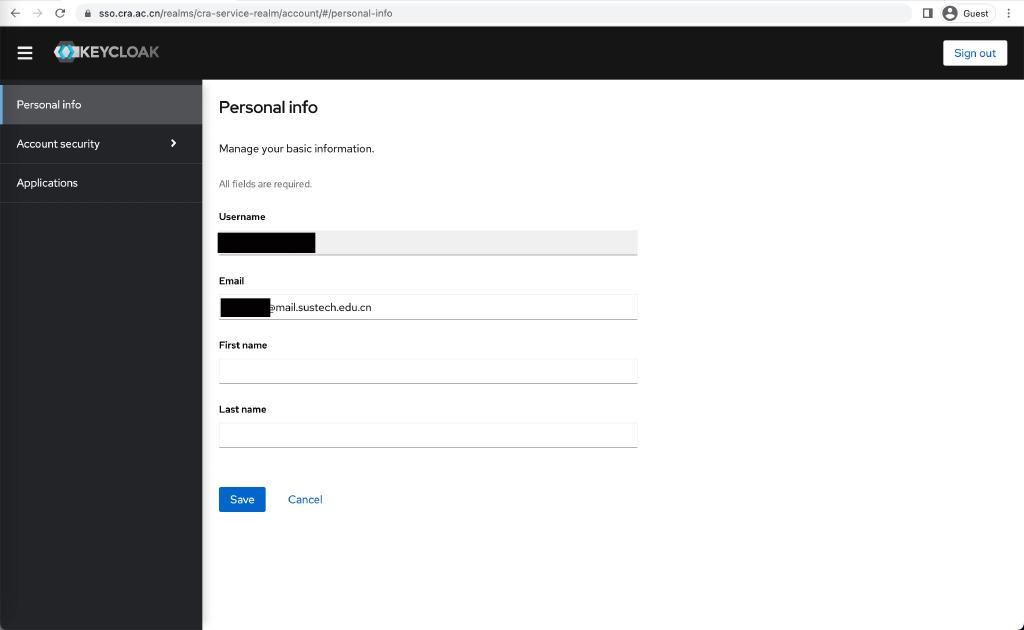 sso.cra.ac.cn/realms/cra-service-realm/account/#/personal-info
Guest
KEYCLOAK
Sign out
Personal info
Account security
Applications
Personal info
Manage your basic information.
All fields are required.
Username
Email
@mail.sustech.edu.cn
First name
Last name
Save
Cancel